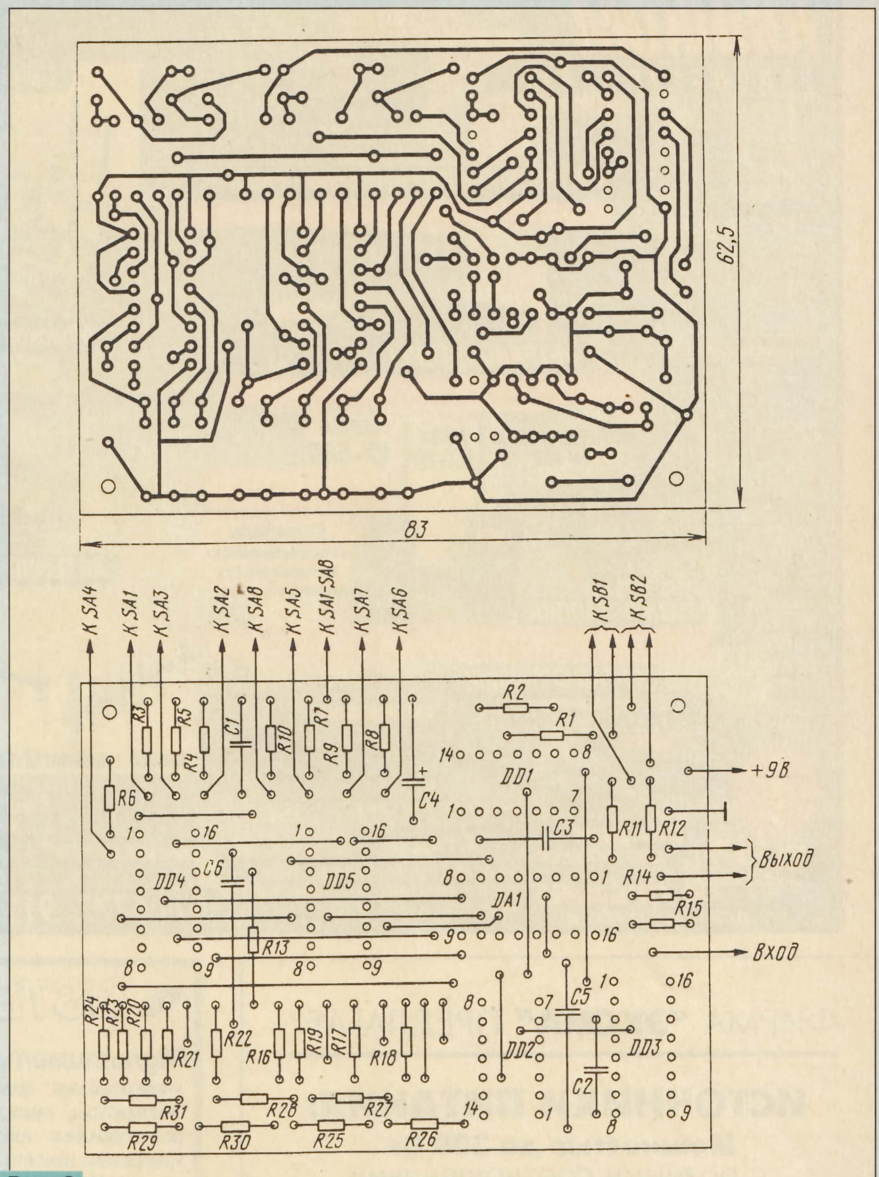 62,5
83
К SA4
К SA1
К SA3
К SA2
К SA8
К SA5
К SA1-SA8
К SA7
К SA6
К SB1
К SB2
R3
R5
R4
C1
R10
R7
R9
R8
+
C4
R2
R1
14
8
DD1
1
7
R6
+9В
R11
R12
C3
Выход
1
16
1
16
DD4
C6
DD5
8
1
R14
DA1
R15
R13
9
16
Вход
8
9
8
9
R24
R23
R20
R21
R22
R16
R19
R17
R18
8
7
C5
1
16
DD2
DD3
C2
R31
R28
R27
14
1
8
9
R29
R30
R25
R26